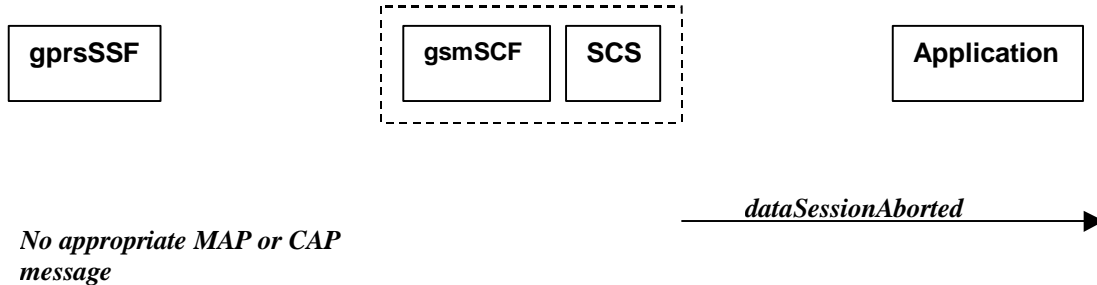 gprsSSF
gsmSCF
SCS
Application
dataSessionAborted
No appropriate MAP or CAP
message